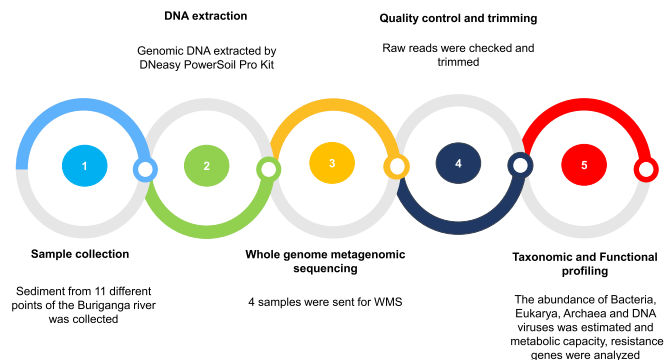 DNA extraction
Genomic DNA extracted by
DNeasy PowerSoil Pro Kit
Quality control and trimming
Raw reads were checked and
trimmed
1
2
3
4
5
Sample collection
Sediment from 11 different
points of the Buriganga river
was collected
Whole genome metagenomic
sequencing
4 samples were sent for WMS
Taxonomic and Functional
profiling
The abundance of Bacteria,
Eukarya, Archaea and DNA
viruses was estimated and
metabolic capacity, resistance
genes were analyzed